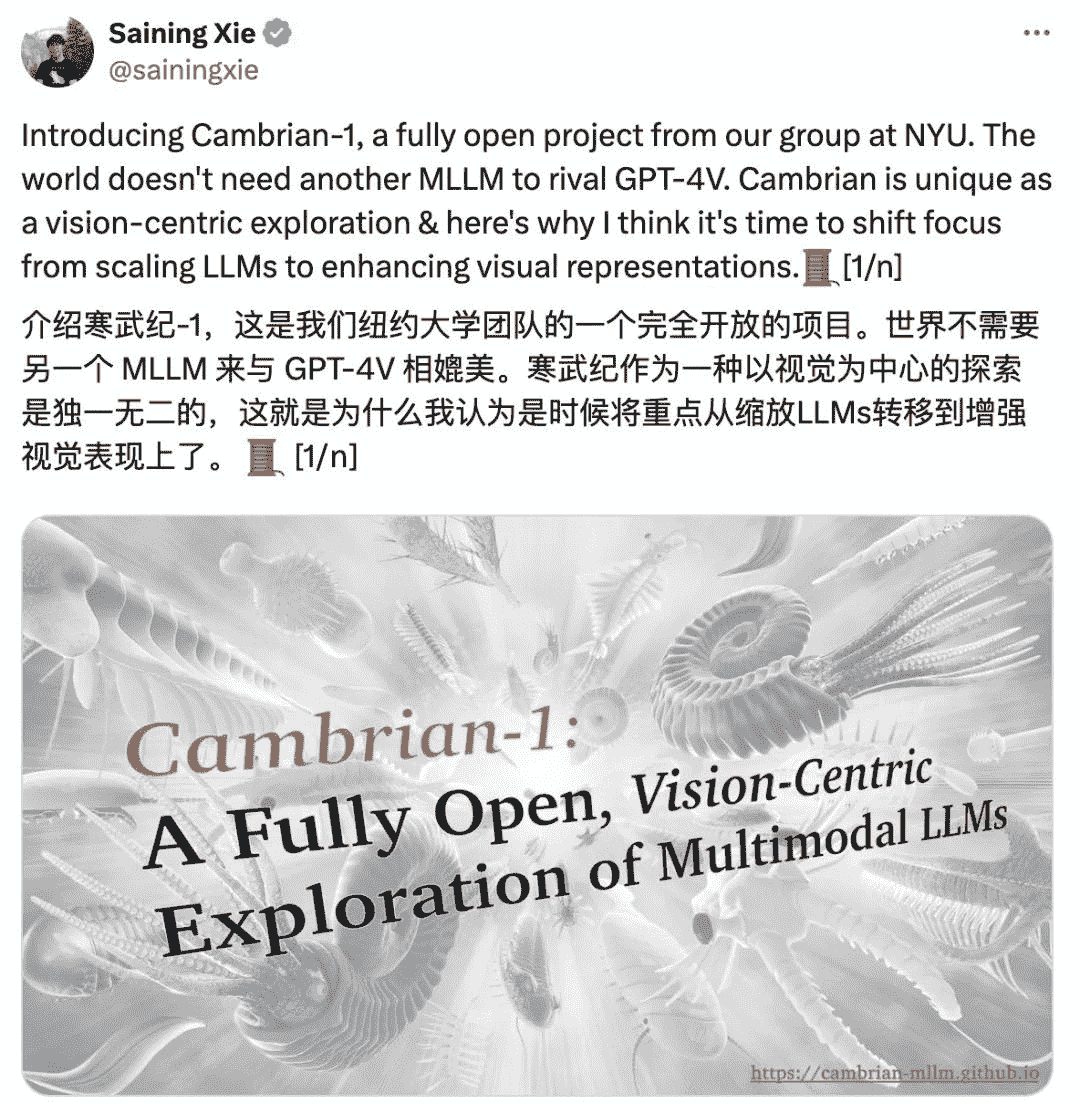 Saining Xie
@sainingxie
Introducing Cambrian-1, a fully open project from our group at NYU. The
world doesn't need another MLLM to rival GPT-4V. Cambrian is unique as
a vision-centric exploration & here's why I think it's time to shift focus
from scaling LLMs to enhancing visual representations.🧵[1/n]
介绍寒武纪-1，这是我们纽约大学团队的一个完全开放的项目。世界不需要
另一个 MLLM 来与 GPT-4V 相媲美。寒武纪作为一种以视觉为中心的探索
是独一无二的，这就是为什么我认为是时候将重点从缩放LLMs转移到增强
视觉表现上了。🧵 [1/n]
Cambrian-1:
A Fully Open, Vision-Centric
Exploration of Multimodal LLMs
https://cambrian-mllm.github.io